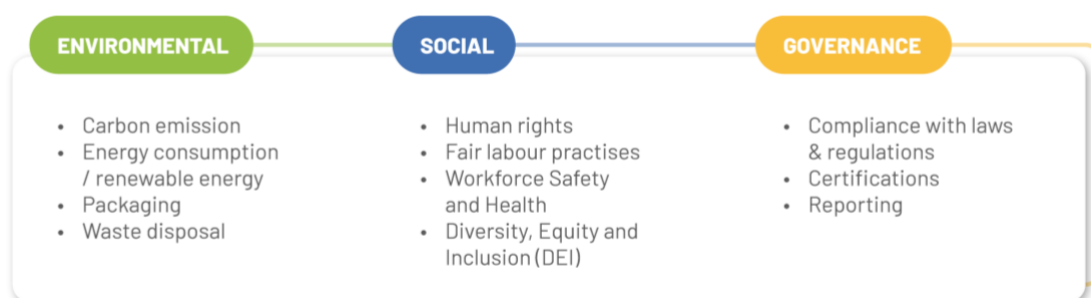 ENVIRONMENTAL
• Carbon emission
• Energy consumption
/ renewable energy
• Packaging
• Waste disposal
SOCIAL
• Human rights
• Fair labour practises
• Workforce Safety
and Health
• Diversity, Equity and
Inclusion (DEI)
GOVERNANCE
• Compliance with laws
& regulations
• Certifications
• Reporting